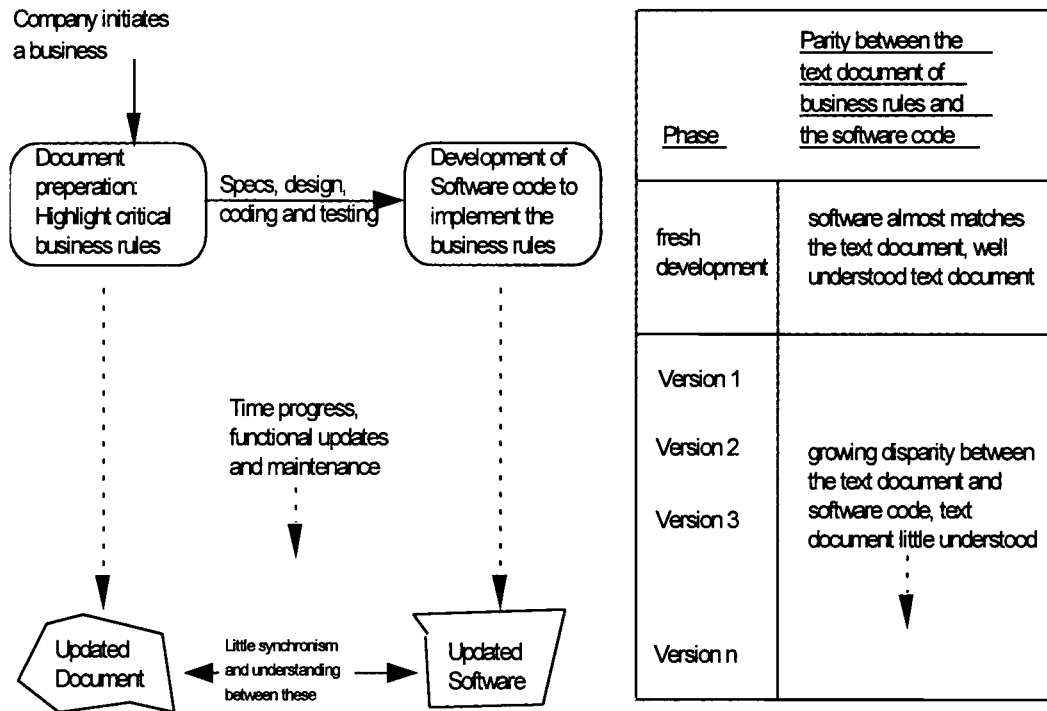 Company initiates
a business
Document
preperation:
Highlight critical
business rules
Specs, design,
coding and testing
Development of
Software code to
implement the
business rules
Time progress,
functional updates
and maintenance
Updated
Document
Little synchronism
and understanding
between these
Updated
Software
Phase
Parity between the
text document of
business rules and
the software code
fresh
development
software almost matches
the text document, well
understood text document
Version 1
Version 2
Version 3
Version n
growing disparity between
the text document and
software code, text
document little understood